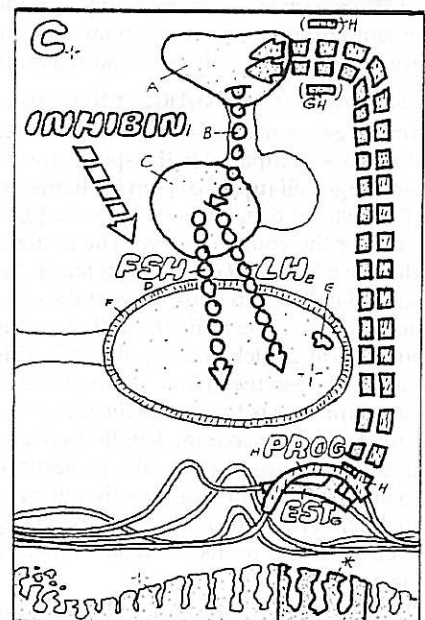 C...
(-)H
A
(-)
GH
INHIBIN I
B
C
FSH D LH E
F E
H PROG. H
EST. G
*